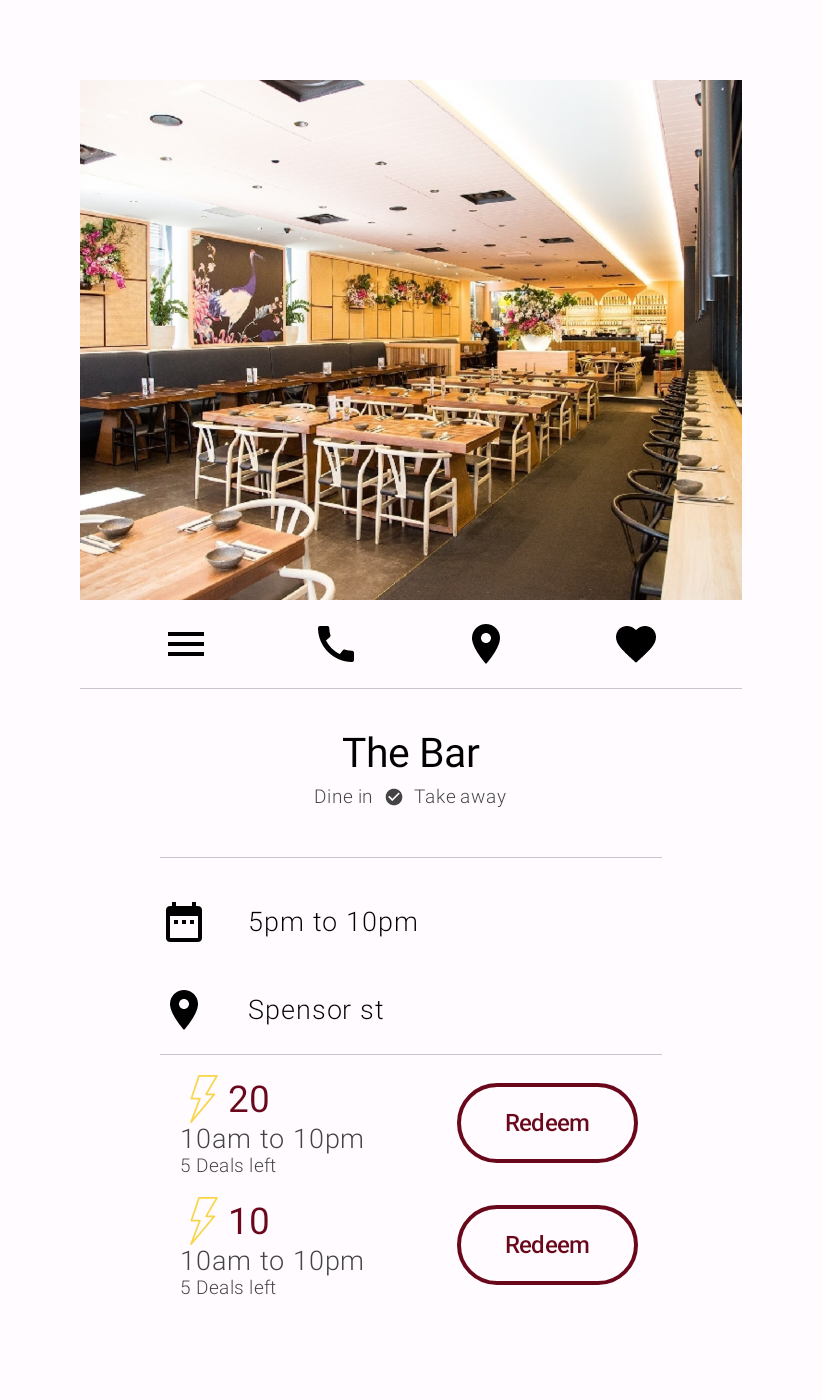 The Bar
Dine in Take away
5pm to 10pm
Spensor st
20
10am to 10pm
5 Deals left
Redeem
10
10am to 10pm
5 Deals left
Redeem